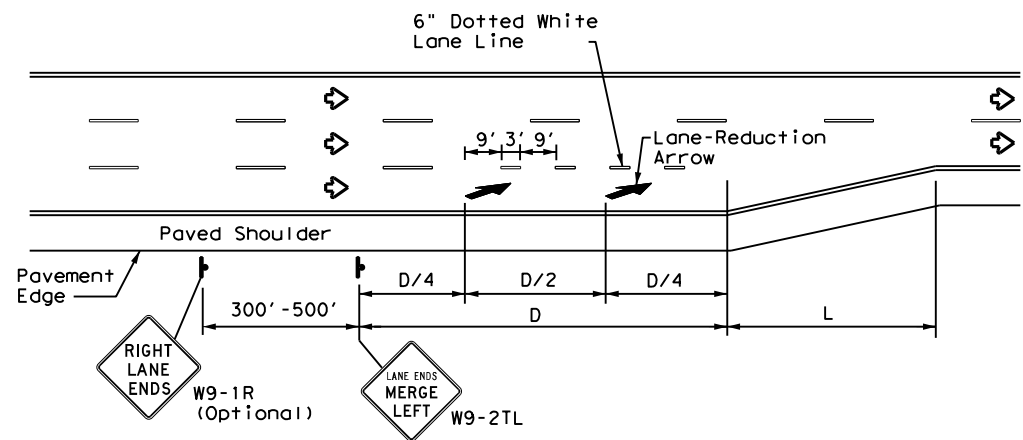 6" Dotted White
Lane Line
9' 3' 9'
Lane-Reduction
Arrow
Paved Shoulder
Pavement
Edge
D/4 D/2 D/4
300'-500' D L
RIGHT
LANE
ENDS
W9-1R
(Optional)
LANE ENDS
MERGE
LEFT
W9-2TL